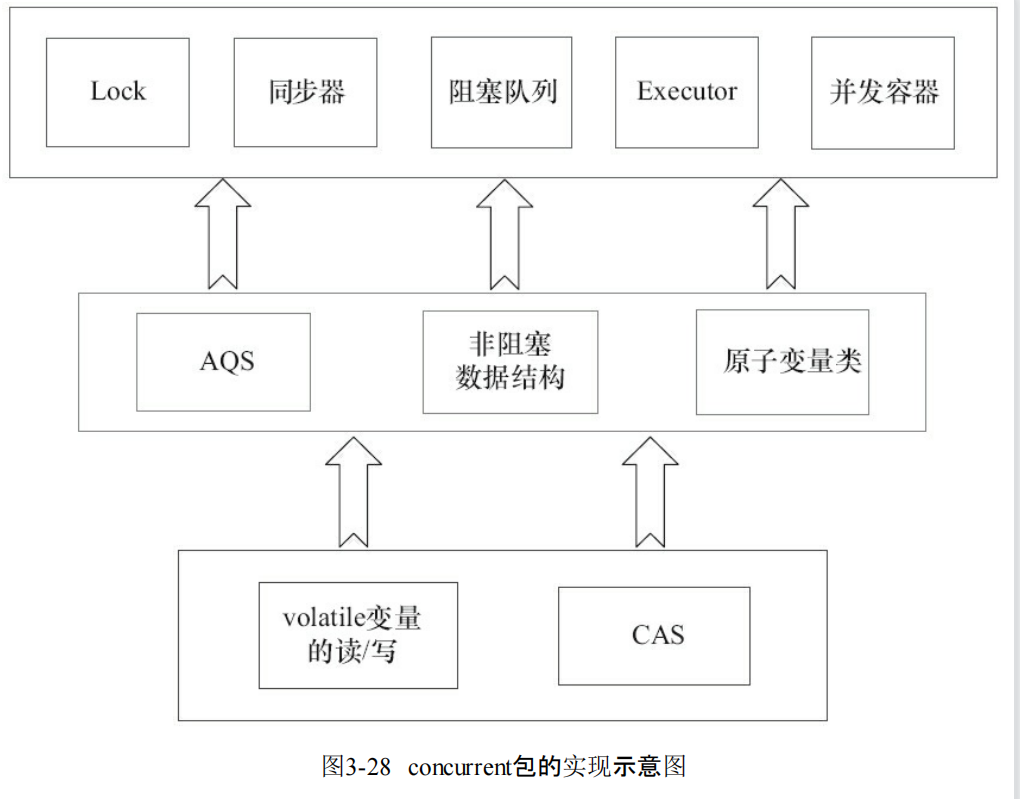 Lock
同步器
阻塞队列
Executor
并发容器
AQS
非阻塞
数据结构
原子变量类
volatile变量
的读/写
CAS
图3-28 concurrent包的实现示意图